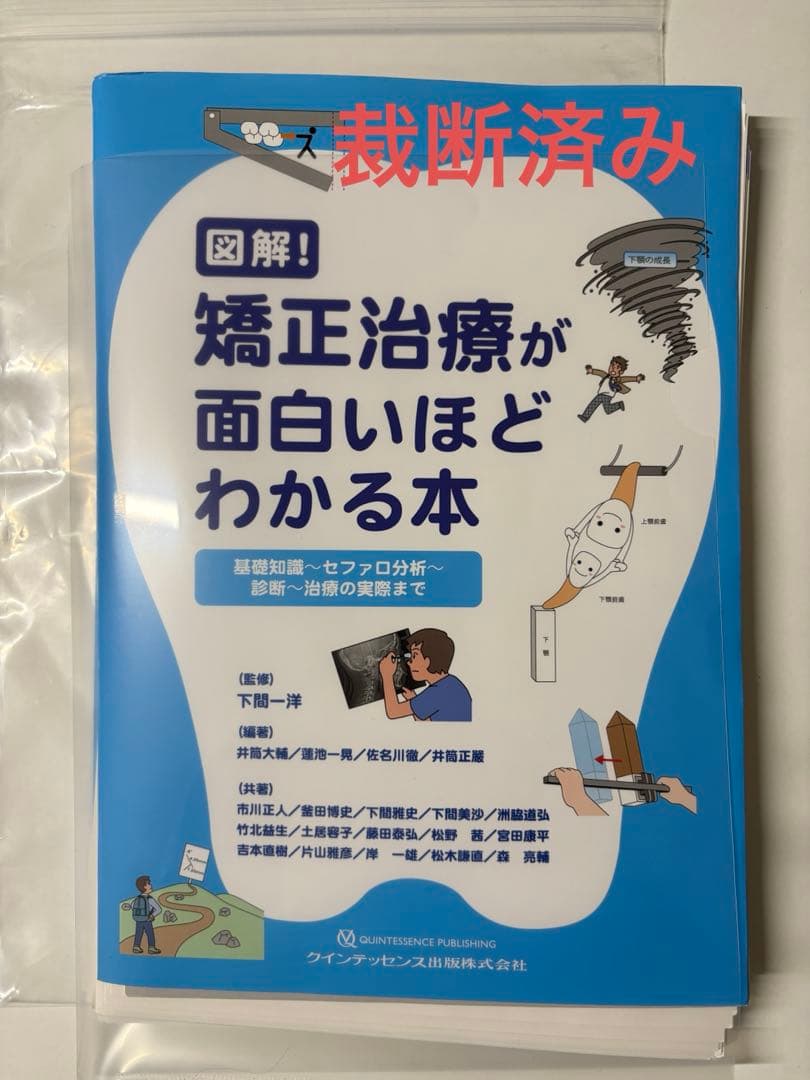 裁断済み
図解!
下顎の成長
矯正治療が
面白いほど
わかる本
上顎前歯
基礎知識～セファロ分析～
診断～治療の実際まで
下顎前歯
下顎
(監修)
下間一洋
(編著)
井筒大輔／蓮池一晃／佐名川徹／井筒正嚴
(共著)
市川正人／釜田博史／下間雅史／下間美沙／洲脇道弘
竹北益生／土居容子／藤田泰弘／松野　茜／宮田康平
吉本直樹／片山雅彦／岸　一雄／松木謙直／森　亮輔
QUINTESSENCE PUBLISHING
クインテッセンス出版株式会社